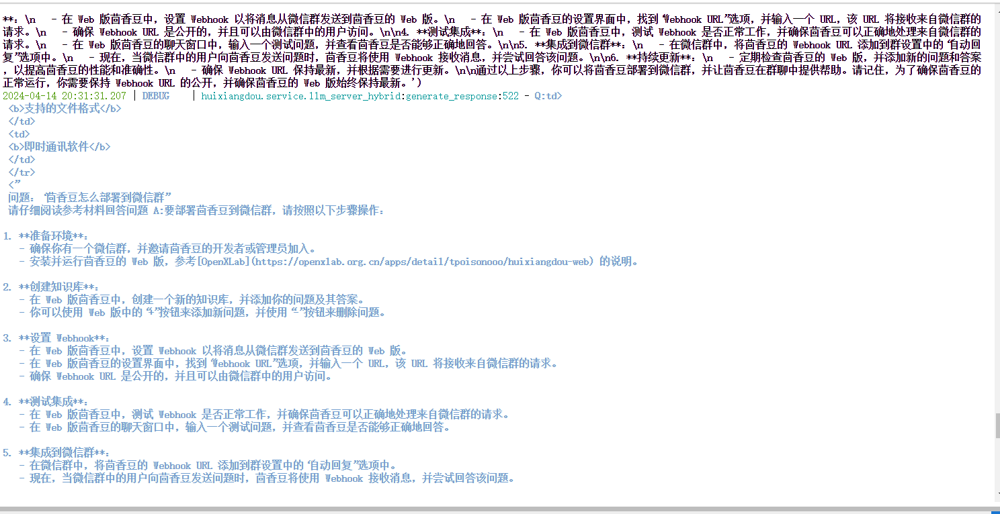 **：\n   - 在 Web 版茴香豆中，设置 Webhook 以将消息从微信群发送到茴香豆的 Web 版。\n   - 在 Web 版茴香豆的设置界面中，找到“Webhook URL”选项，并输入一个 URL，该 URL 将接收来自微信群的
请求。\n   - 确保 Webhook URL 是公开的，并且可以由微信群中的用户访问。\n\n4. **测试集成**：\n   - 在 Web 版茴香豆中，测试 Webhook 是否正常工作，并确保茴香豆可以正确地处理来自微信群的
请求。\n   - 在 Web 版茴香豆的聊天窗口中，输入一个测试问题，并查看茴香豆是否能够正确地回答。\n\n5. **集成到微信群**：\n   - 在微信群中，将茴香豆的 Webhook URL 添加到群设置中的“自动回
复”选项中。\n   - 现在，当微信群中的用户向茴香豆发送问题时，茴香豆将使用 Webhook 接收消息，并尝试回答该问题。\n\n6. **持续更新**：\n   - 定期检查茴香豆的 Web 版，并添加新的问题和答案
，以提高茴香豆的性能和准确性。\n   - 确保 Webhook URL 保持最新，并根据需要进行更新。\n\n通过以上步骤，你可以将茴香豆部署到微信群，并让茴香豆在群聊中提供帮助。请记住，为了确保茴香豆的
正常运行，你需要保持 Webhook URL 的公开，并确保茴香豆的 Web 版始终保持最新。')
2024-04-14 20:31:31.207 | DEBUG    | huixiangdou.service.llm_server_hybrid:generate_response:522 - Q:td>
<b>支持的文件格式</b>
</td>
<td>
<b>即时通讯软件</b>
</td>
</tr>
<”
问题：“茴香豆怎么部署到微信群”
请仔细阅读参考材料回答问题 A:要部署茴香豆到微信群，请按照以下步骤操作：
1. **准备环境**：
- 确保你有一个微信群，并邀请茴香豆的开发者或管理员加入。
- 安装并运行茴香豆的 Web 版，参考[OpenXLab](https://openxlab.org.cn/apps/detail/tpoisonooo/huixiangdou-web) 的说明。
2. **创建知识库**：
- 在 Web 版茴香豆中，创建一个新的知识库，并添加你的问题及其答案。
- 你可以使用 Web 版中的“+”按钮来添加新问题，并使用“-”按钮来删除问题。
3. **设置 Webhook**：
- 在 Web 版茴香豆中，设置 Webhook 以将消息从微信群发送到茴香豆的 Web 版。
- 在 Web 版茴香豆的设置界面中，找到“Webhook URL”选项，并输入一个 URL，该 URL 将接收来自微信群的请求。
- 确保 Webhook URL 是公开的，并且可以由微信群中的用户访问。
4. **测试集成**：
- 在 Web 版茴香豆中，测试 Webhook 是否正常工作，并确保茴香豆可以正确地处理来自微信群的请求。
- 在 Web 版茴香豆的聊天窗口中，输入一个测试问题，并查看茴香豆是否能够正确地回答。
5. **集成到微信群**：
- 在微信群中，将茴香豆的 Webhook URL 添加到群设置中的“自动回复”选项中。
- 现在，当微信群中的用户向茴香豆发送问题时，茴香豆将使用 Webhook 接收消息，并尝试回答该问题。